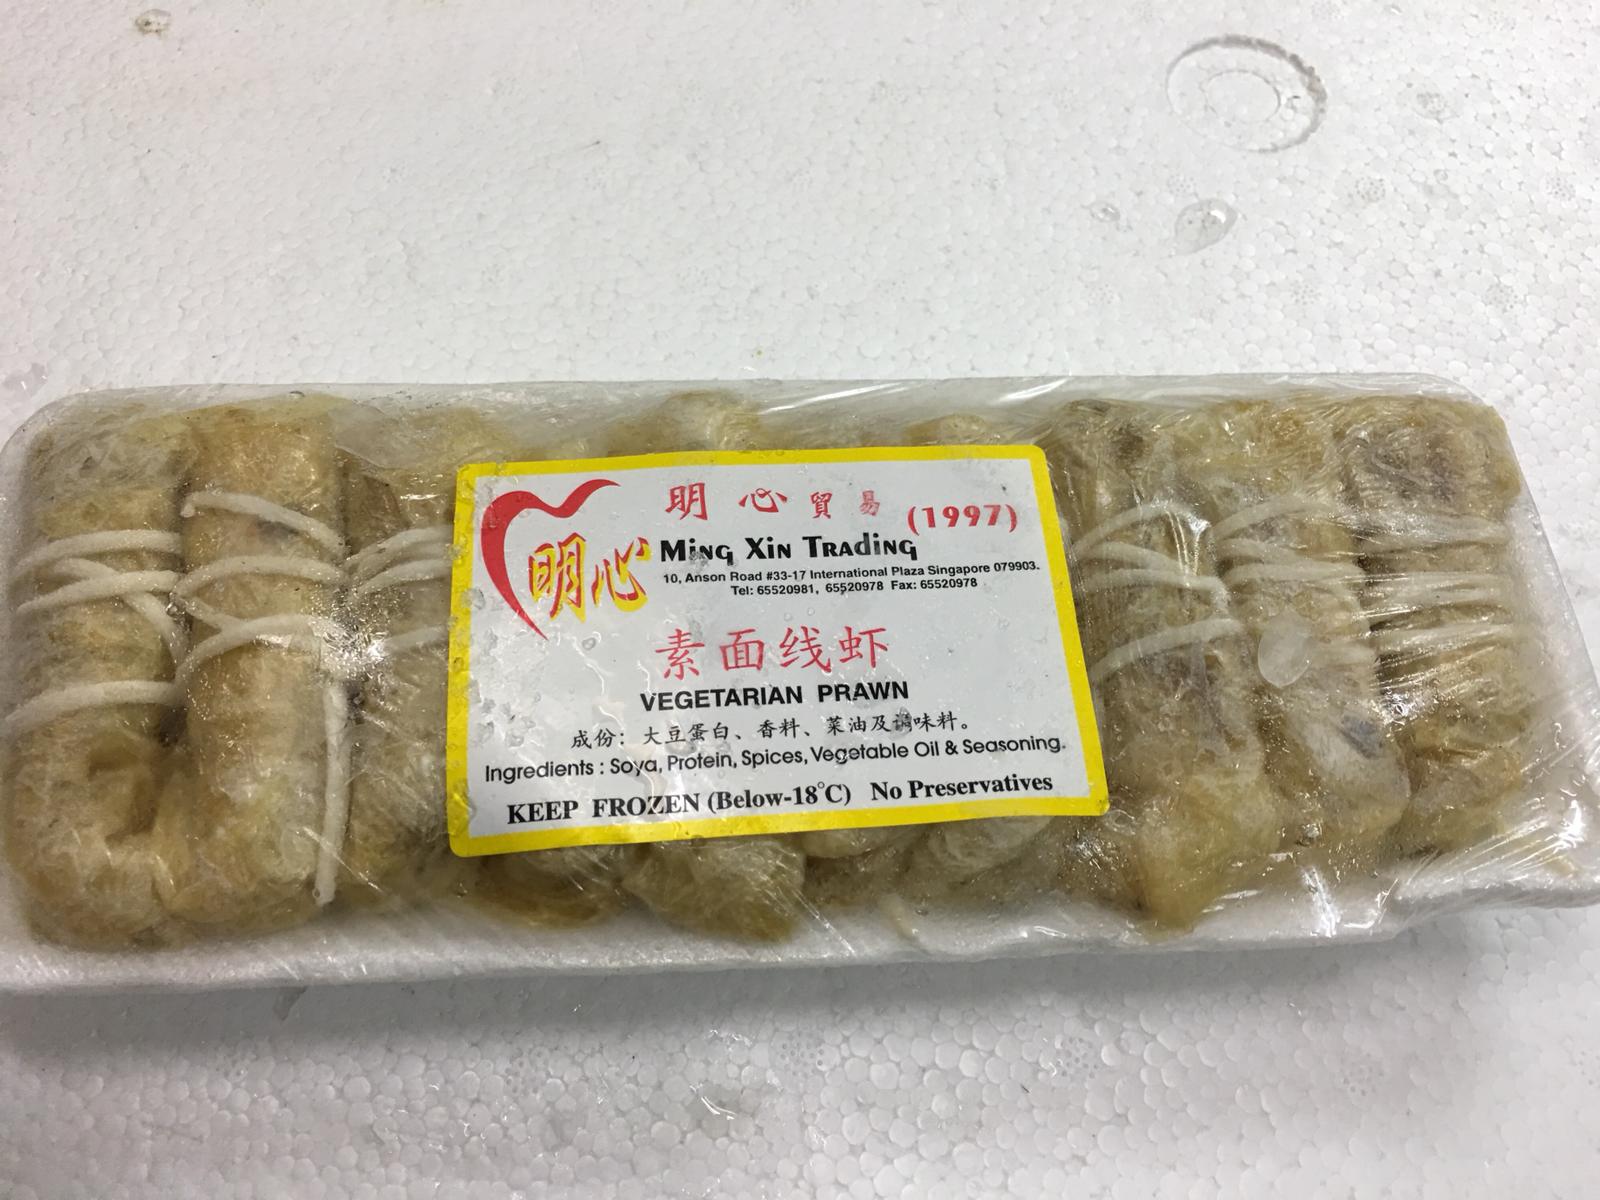 明心貿易 (1997)
明心
Ming Xin Trading
10, Anson Road #33-17 International Plaza Singapore 079903.
Tel: 65520981, 65520978 Fax: 65520978
素面线虾
VEGETARIAN PRAWN
成份：大豆蛋白、香料、菜油及调味料。
Ingredients : Soya, Protein, Spices, Vegetable Oil & Seasoning.
KEEP FROZEN (Below-18°C) No Preservatives